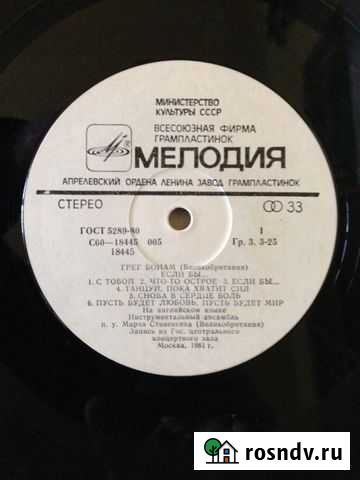 МИНИСТЕРСТВО
КУЛЬТУРЫ СССР
ВСЕСОЮЗНАЯ ФИРМА
ГРАМПЛАСТИНОК
МЕЛОДИЯ
АПРЕЛЕВСКИЙ ОРДЕНА ЛЕНИНА ЗАВОД ГРАМПЛАСТИНОК
СТЕРЕО 33
ГОСТ 5289-80 1
С60—18445 005 Гр. 3. 3-25
18445
ГРЕГ БОНАМ (Великобритания)
ЕСЛИ БЫ...
1. С ТОБОЙ 2. ЧТО-ТО ОСТРОЕ 3. ЕСЛИ БЫ...
4. ТАНЦУЙ, ПОКА ХВАТИТ СИЛ
5. СНОВА В СЕРДЦЕ БОЛЬ
6. ПУСТЬ БУДЕТ ЛЮБОВЬ, ПУСТЬ БУДЕТ МИР
На английском языке
Инструментальный ансамбль
п. у. Марча Стивенсена (Великобритания)
Запись из Гос. центрального
концертного зала
Москва, 1981 г.
rosndv.ru